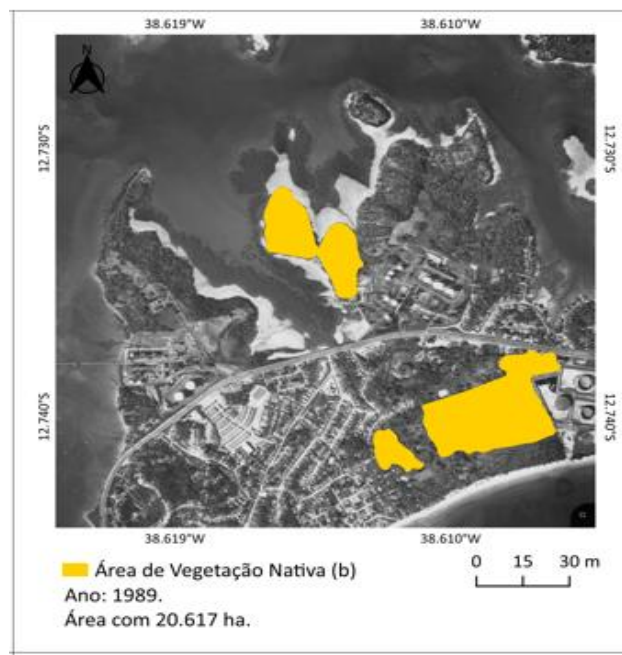 38.619°W 38.610°W
N
12.730°S 12.730°S
12.740°S 12.740°S
38.619°W 38.610°W
Área de Vegetação Nativa (b)
0 15 30 m
Ano: 1989.
Área com 20.617 ha.